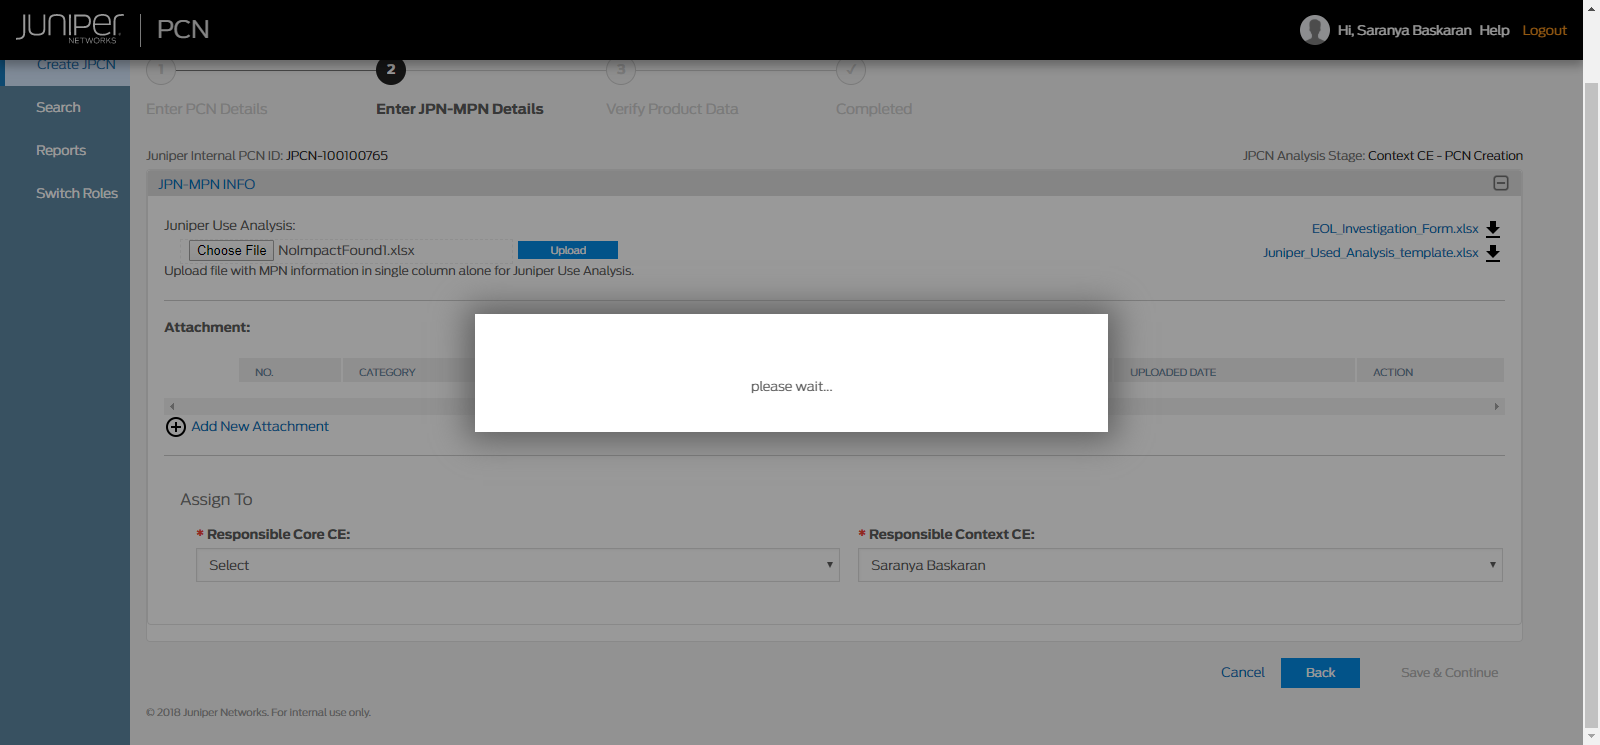 JUNIPer
NETWORKS
PCN
Hi, Saranya Baskaran Help Logout
Create JPCN
Search
Reports
Switch Roles
1 2 3
Enter PCN Details Enter JPN-MPN Details Verify Product Data Completed
Juniper Internal PCN ID: JPCN-100100765 JPCN Analysis Stage: Context CE - PCN Creation
JPN-MPN INFO
Juniper Use Analysis:
Choose File NoImpactFound1.xlsx Upload
Upload file with MPN information in single column alone for Juniper Use Analysis.
EOL_Investigation_Form.xlsx
Juniper_Used_Analysis_template.xlsx
Attachment:
NO. CATEGORY UPLOADED DATE ACTION
please wait...
Add New Attachment
Assign To
* Responsible Core CE: * Responsible Context CE:
Select Saranya Baskaran
Cancel Back Save & Continue
© 2018 Juniper Networks. For internal use only.